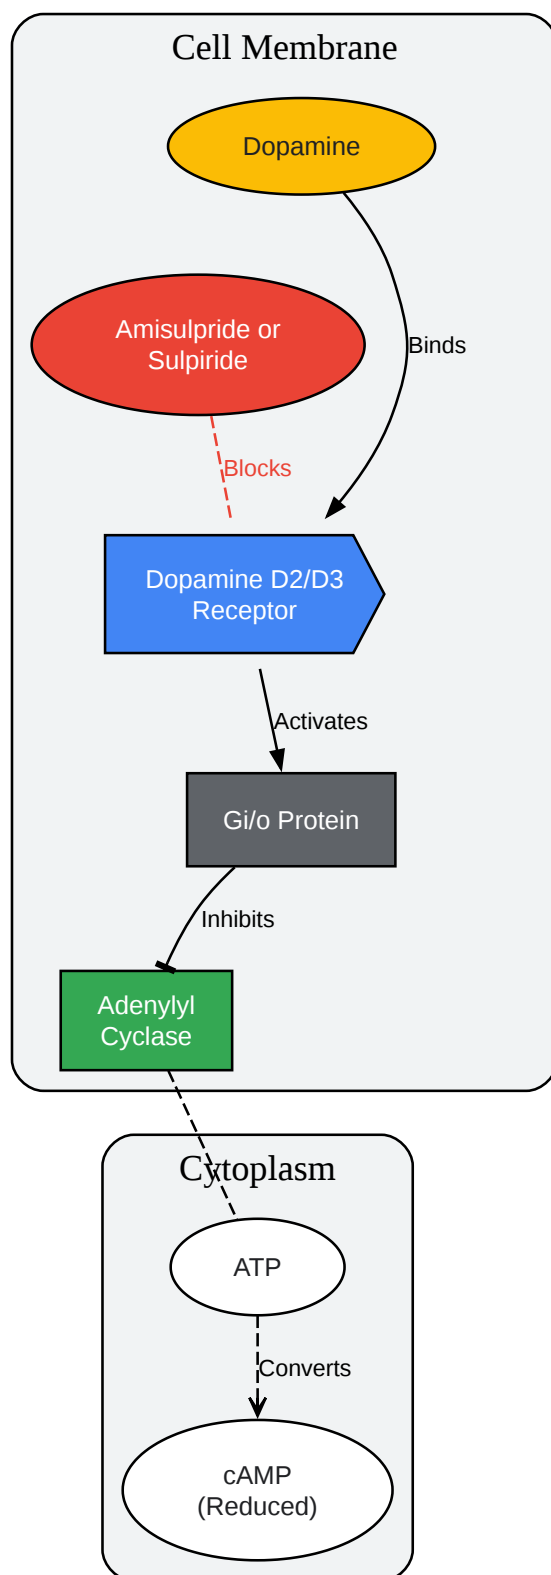 Cell Membrane
Dopamine
Amisulpride or
Sulpiride
Binds
Blocks
Dopamine D2/D3
Receptor
Activates
Gi/o Protein
Inhibits
Adenylyl
Cyclase
Cytoplasm
ATP
Converts
cAMP
(Reduced)